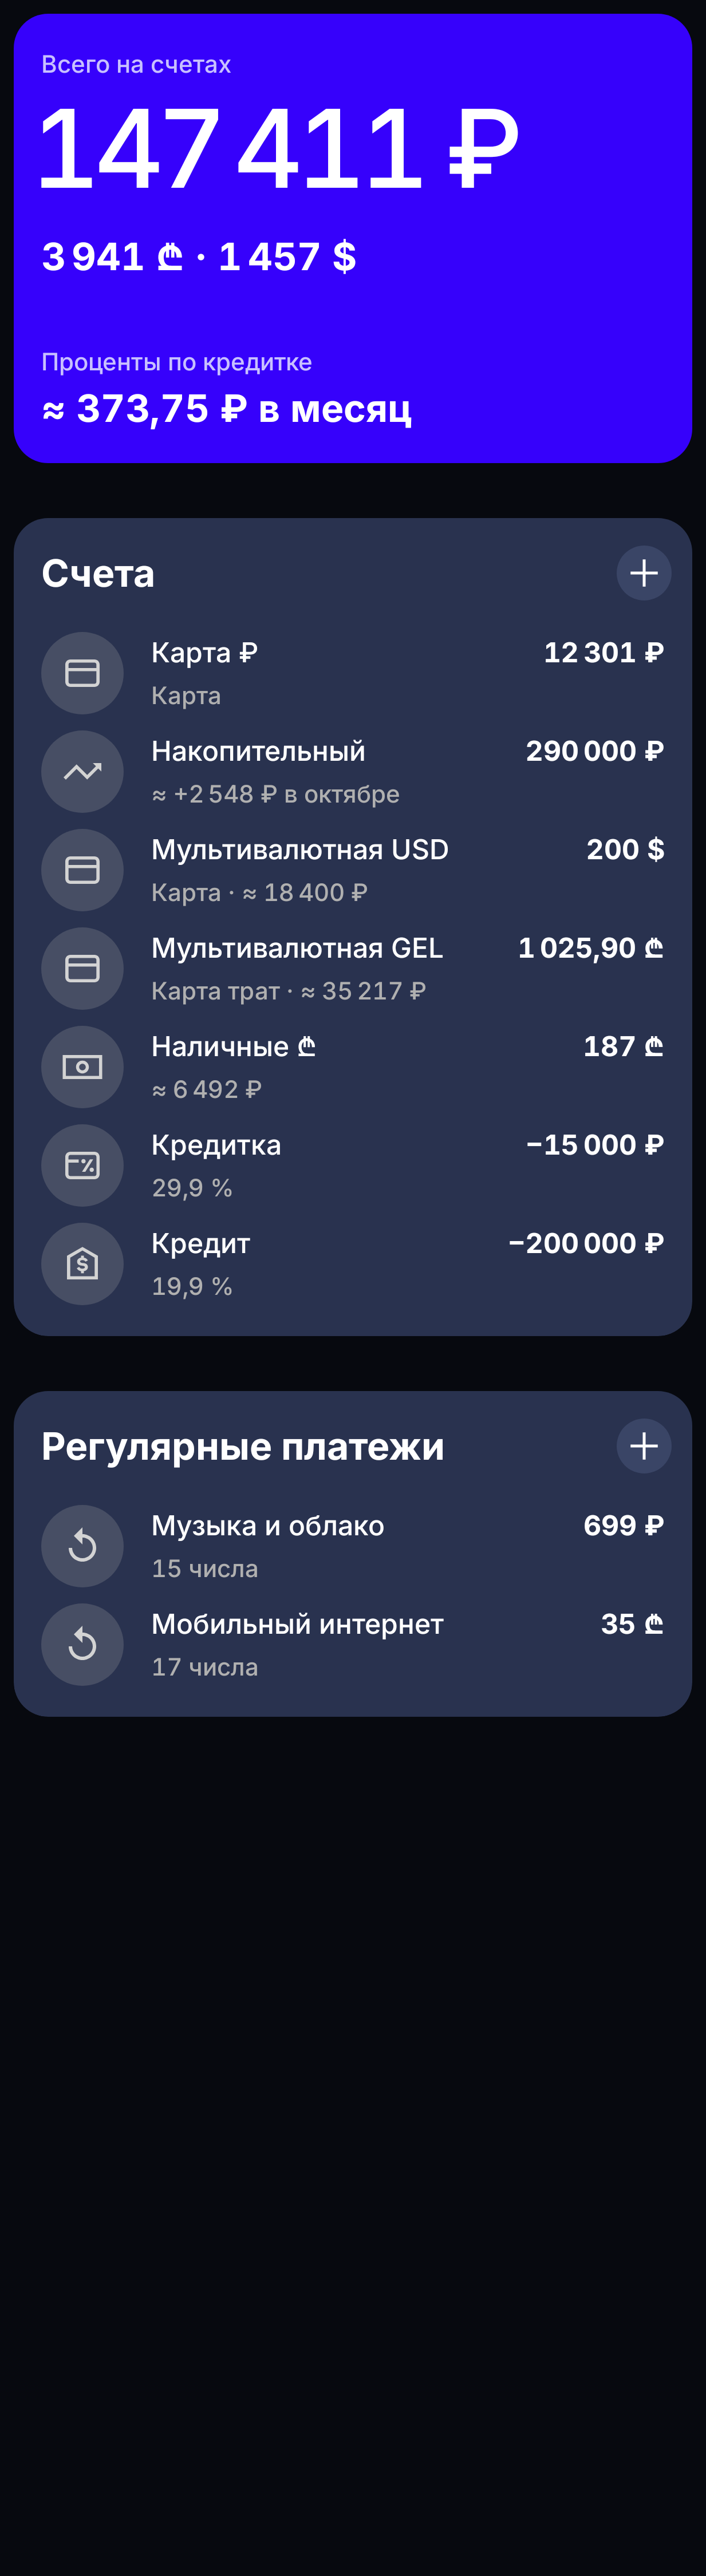 Всего на счетах
147 411 ₽
3 941 ₾ · 1 457 $
Проценты по кредитке
≈ 373,75 ₽ в месяц
Счета
Карта ₽ 12 301 ₽
Карта
Накопительный 290 000 ₽
≈ +2 548 ₽ в октябре
Мультивалютная USD 200 $
Карта · ≈ 18 400 ₽
Мультивалютная GEL 1 025,90 ₾
Карта трат · ≈ 35 217 ₽
Наличные ₾ 187 ₾
≈ 6 492 ₽
Кредитка −15 000 ₽
29,9 %
Кредит −200 000 ₽
19,9 %
Регулярные платежи
Музыка и облако 699 ₽
15 числа
Мобильный интернет 35 ₾
17 числа